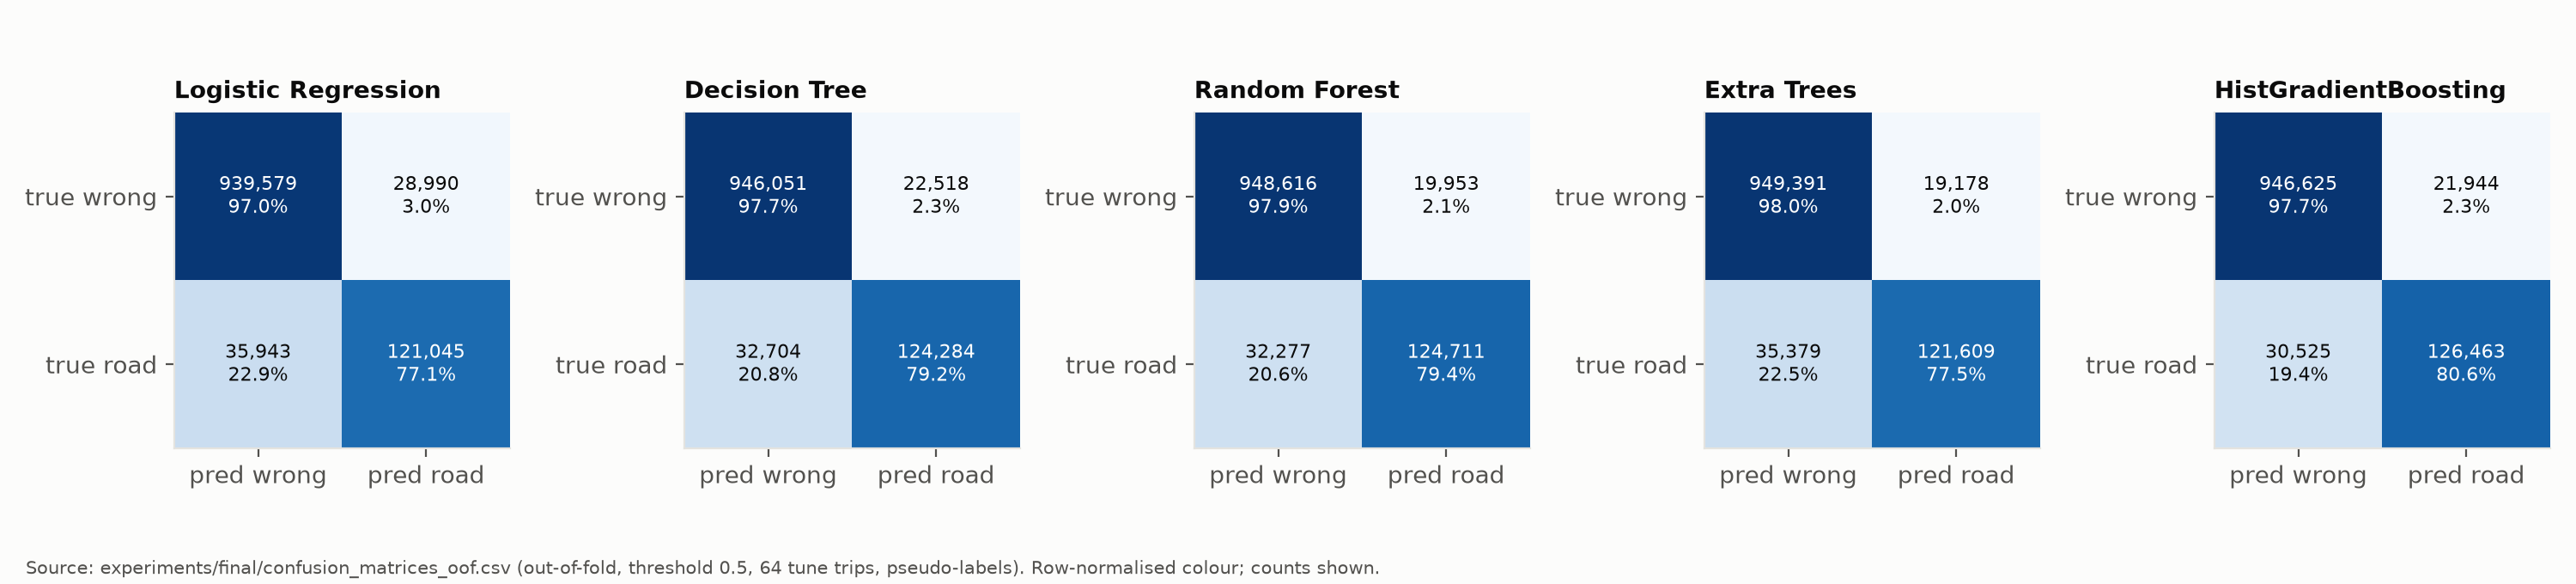 Logistic Regression
939,579
97.0%
28,990
3.0%
35,943
22.9%
121,045
77.1%
true wrong
true road
pred wrong
pred road
Decision Tree
946,051
97.7%
22,518
2.3%
32,704
20.8%
124,284
79.2%
true wrong
true road
pred wrong
pred road
Random Forest
948,616
97.9%
19,953
2.1%
32,277
20.6%
124,711
79.4%
true wrong
true road
pred wrong
pred road
Extra Trees
949,391
98.0%
19,178
2.0%
35,379
22.5%
121,609
77.5%
true wrong
true road
pred wrong
pred road
HistGradientBoosting
946,625
97.7%
21,944
2.3%
30,525
19.4%
126,463
80.6%
true wrong
true road
pred wrong
pred road
Source: experiments/final/confusion_matrices_oof.csv (out-of-fold, threshold 0.5, 64 tune trips, pseudo-labels). Row-normalised colour; counts shown.